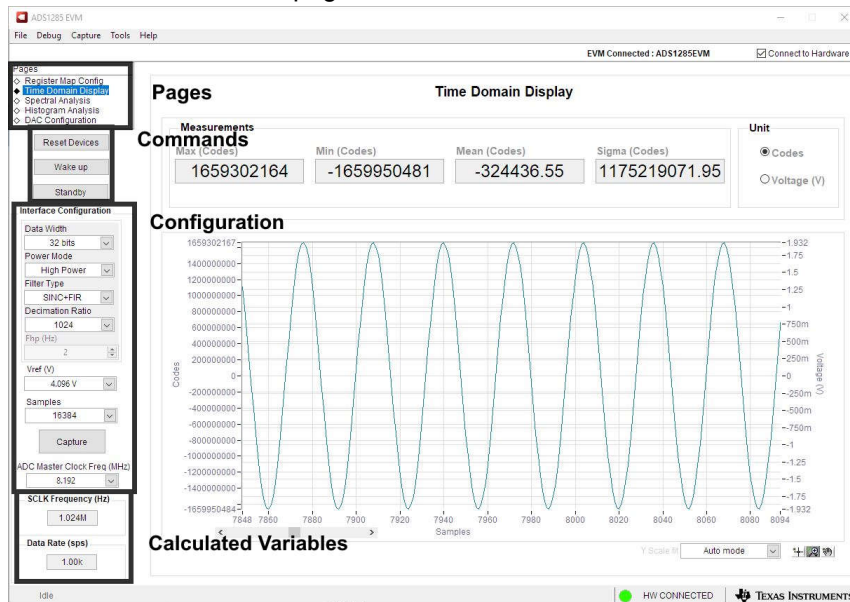 ADS1285 EVM
File Debug Capture Tools Help
EVM Connected : ADS1285EVM
Connect to Hardware
Pages
Register Map Config
Time Domain Display
Spectral Analysis
Histogram Analysis
DAC Configuration
Pages
Time Domain Display
Reset Devices
Wake up
Standby
Commands
Measurements
Max (Codes) Min (Codes) Mean (Codes) Sigma (Codes)
1659302164 -1659950481 -324436.55 1175219071.95
Unit
Codes
Voltage (V)
Interface Configuration
Data Width
32 bits
Power Mode
High Power
Filter Type
SINC+FIR
Decimation Ratio
1024
Fhp (Hz)
2
Vref (V)
4.096 V
Samples
16384
Capture
ADC Master Clock Freq (MHz)
8.192
Configuration
1659302167
1400000000
1200000000
1000000000
800000000
600000000
400000000
200000000
0
-200000000
-400000000
-600000000
-800000000
-1000000000
-1200000000
-1400000000
-1659950484
Codes
1.932
1.75
1.5
1.25
1
750m
500m
250m
0
-250m
-500m
-750m
-1
-1.25
-1.5
-1.75
-1.932
Voltage (V)
7848 7860 7880 7900 7920 7940 7960 7980 8000 8020 8040 8060 8080 8094
Samples
SCLK Frequency (Hz)
1.024M
Data Rate (sps)
1.00k
Calculated Variables
Y Scale fit Auto mode
Idle
HW CONNECTED
TEXAS INSTRUMENTS